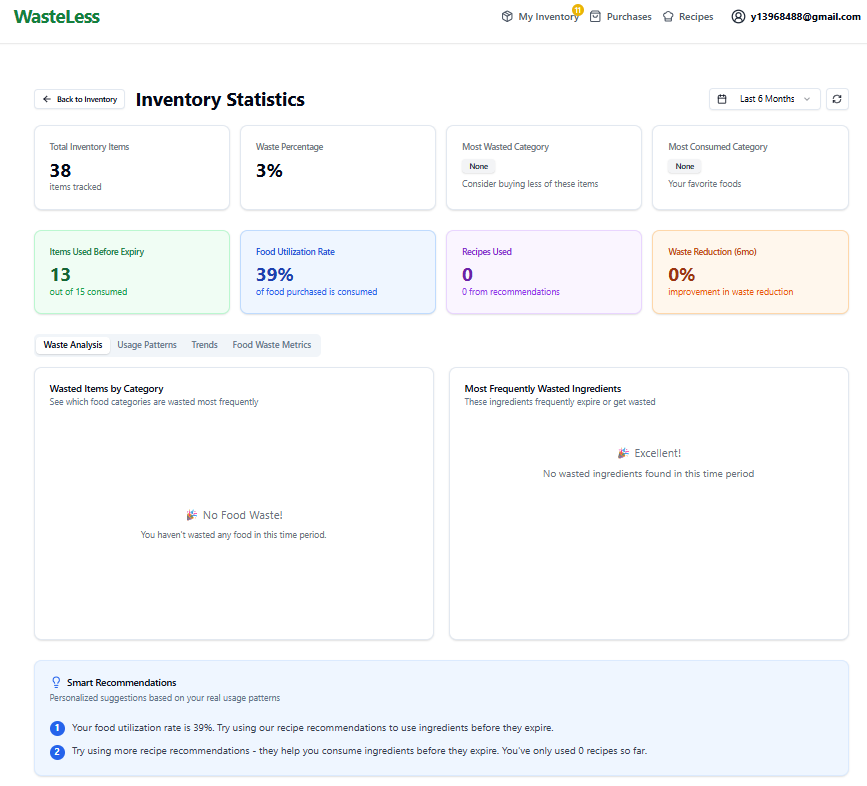 WasteLess
My Inventory
11
Purchases
Recipes
y13968488@gmail.com
Back to Inventory
Inventory Statistics
Last 6 Months
Total Inventory Items
38
items tracked
Waste Percentage
3%
Most Wasted Category
None
Consider buying less of these items
Most Consumed Category
None
Your favorite foods
Items Used Before Expiry
13
out of 15 consumed
Food Utilization Rate
39%
of food purchased is consumed
Recipes Used
0
0 from recommendations
Waste Reduction (6mo)
0%
improvement in waste reduction
Waste Analysis
Usage Patterns
Trends
Food Waste Metrics
Wasted Items by Category
See which food categories are wasted most frequently
🎉 No Food Waste!
You haven't wasted any food in this time period.
Most Frequently Wasted Ingredients
These ingredients frequently expire or get wasted
🎉 Excellent!
No wasted ingredients found in this time period
Smart Recommendations
Personalized suggestions based on your real usage patterns
1 Your food utilization rate is 39%. Try using our recipe recommendations to use ingredients before they expire.
2 Try using more recipe recommendations - they help you consume ingredients before they expire. You've only used 0 recipes so far.